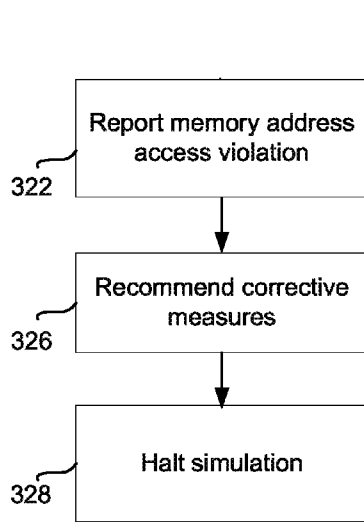 Report memory address
access violation
322
Recommend corrective
measures
326
Halt simulation
328